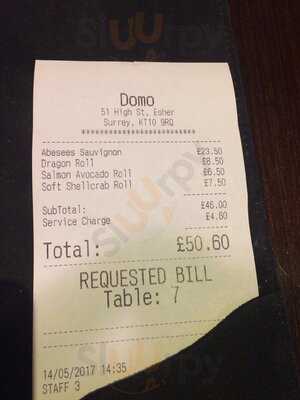 Domo
51 High St, Esher
Surrey, KT10 9RQ
**************************
Abesees Sauvignon £23.50
Dragon Roll £8.50
Salmon Avocado Roll £6.50
Soft Shellcrab Roll £7.50
SubTotal: £46.00
Service Charge £4.60
Total: £50.60
REQUESTED BILL
Table: 7
14/05/2017 14:35
STAFF 3